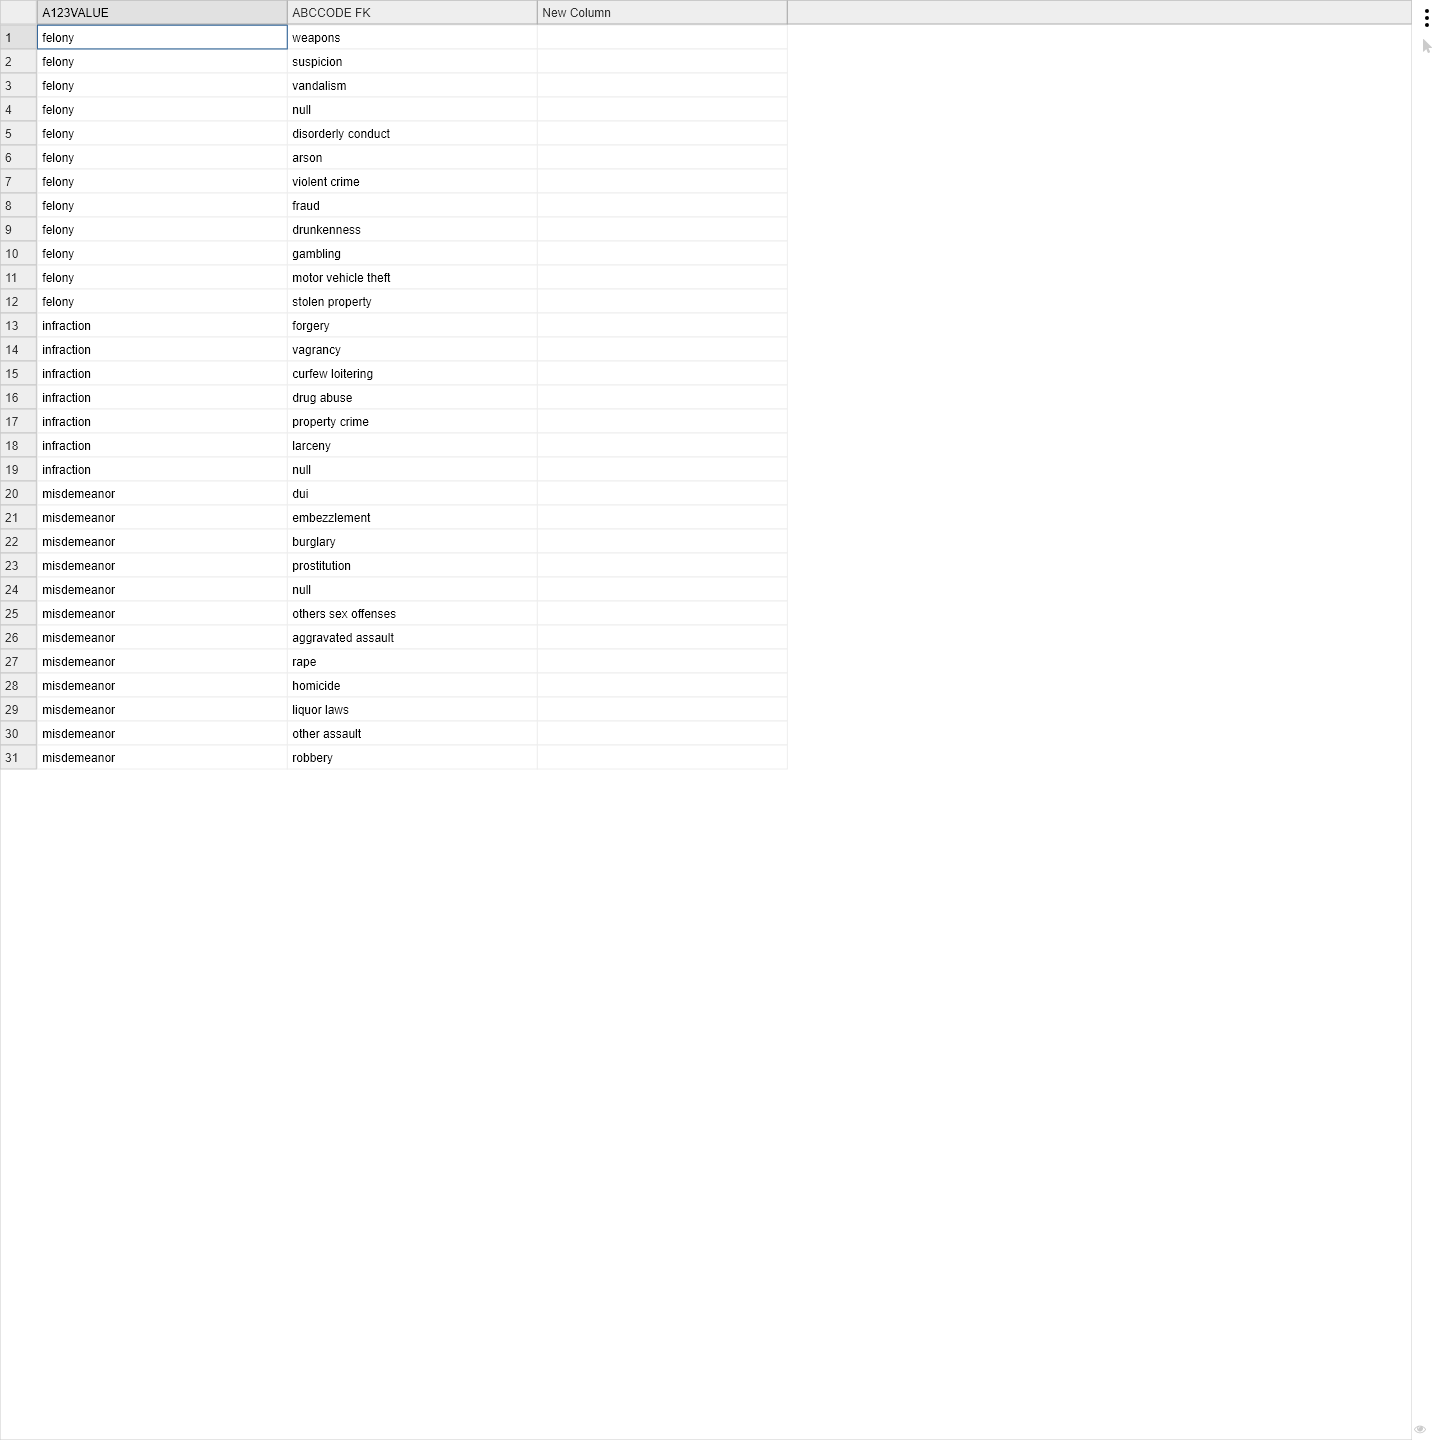 A123VALUE ABCCODE FK New Column
1 felony weapons
2 felony suspicion
3 felony vandalism
4 felony null
5 felony disorderly conduct
6 felony arson
7 felony violent crime
8 felony fraud
9 felony drunkenness
10 felony gambling
11 felony motor vehicle theft
12 felony stolen property
13 infraction forgery
14 infraction vagrancy
15 infraction curfew loitering
16 infraction drug abuse
17 infraction property crime
18 infraction larceny
19 infraction null
20 misdemeanor dui
21 misdemeanor embezzlement
22 misdemeanor burglary
23 misdemeanor prostitution
24 misdemeanor null
25 misdemeanor others sex offenses
26 misdemeanor aggravated assault
27 misdemeanor rape
28 misdemeanor homicide
29 misdemeanor liquor laws
30 misdemeanor other assault
31 misdemeanor robbery